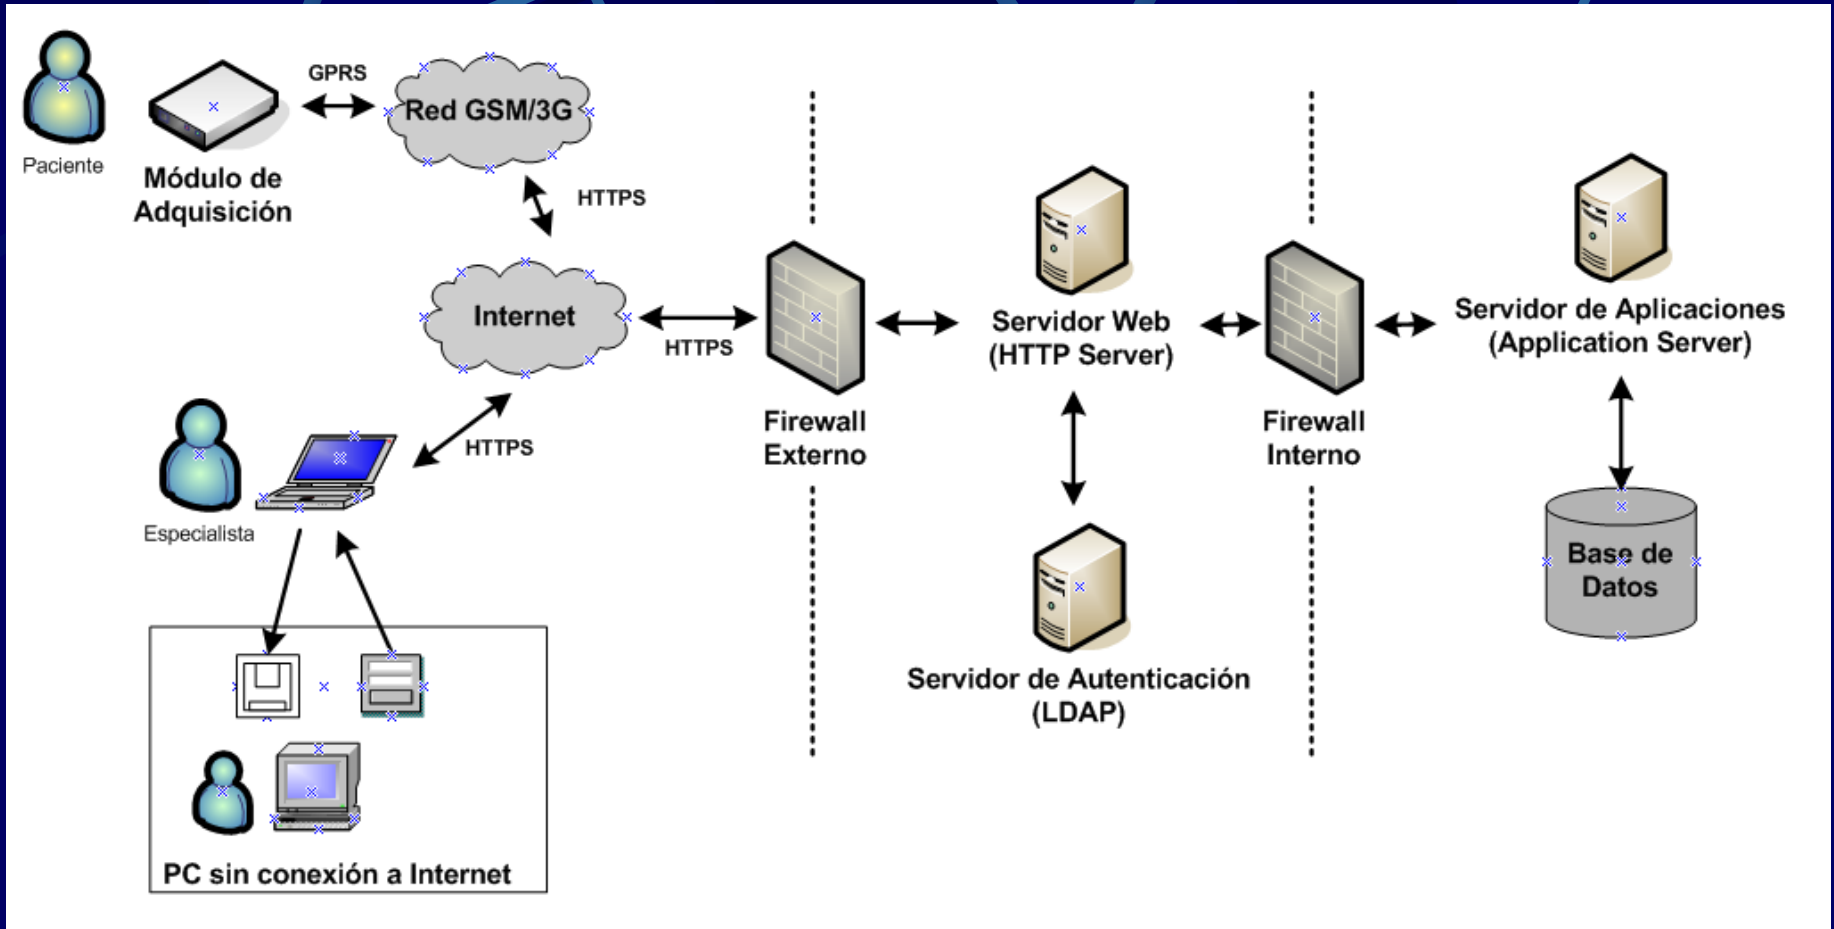 Paciente
Módulo de
Adquisición
GPRS
Red GSM/3G
HTTPS
Internet
HTTPS
HTTPS
Especialista
PC sin conexión a Internet
Firewall
Externo
Servidor Web
(HTTP Server)
Servidor de Autenticación
(LDAP)
Firewall
Interno
Servidor de Aplicaciones
(Application Server)
Base de
Datos